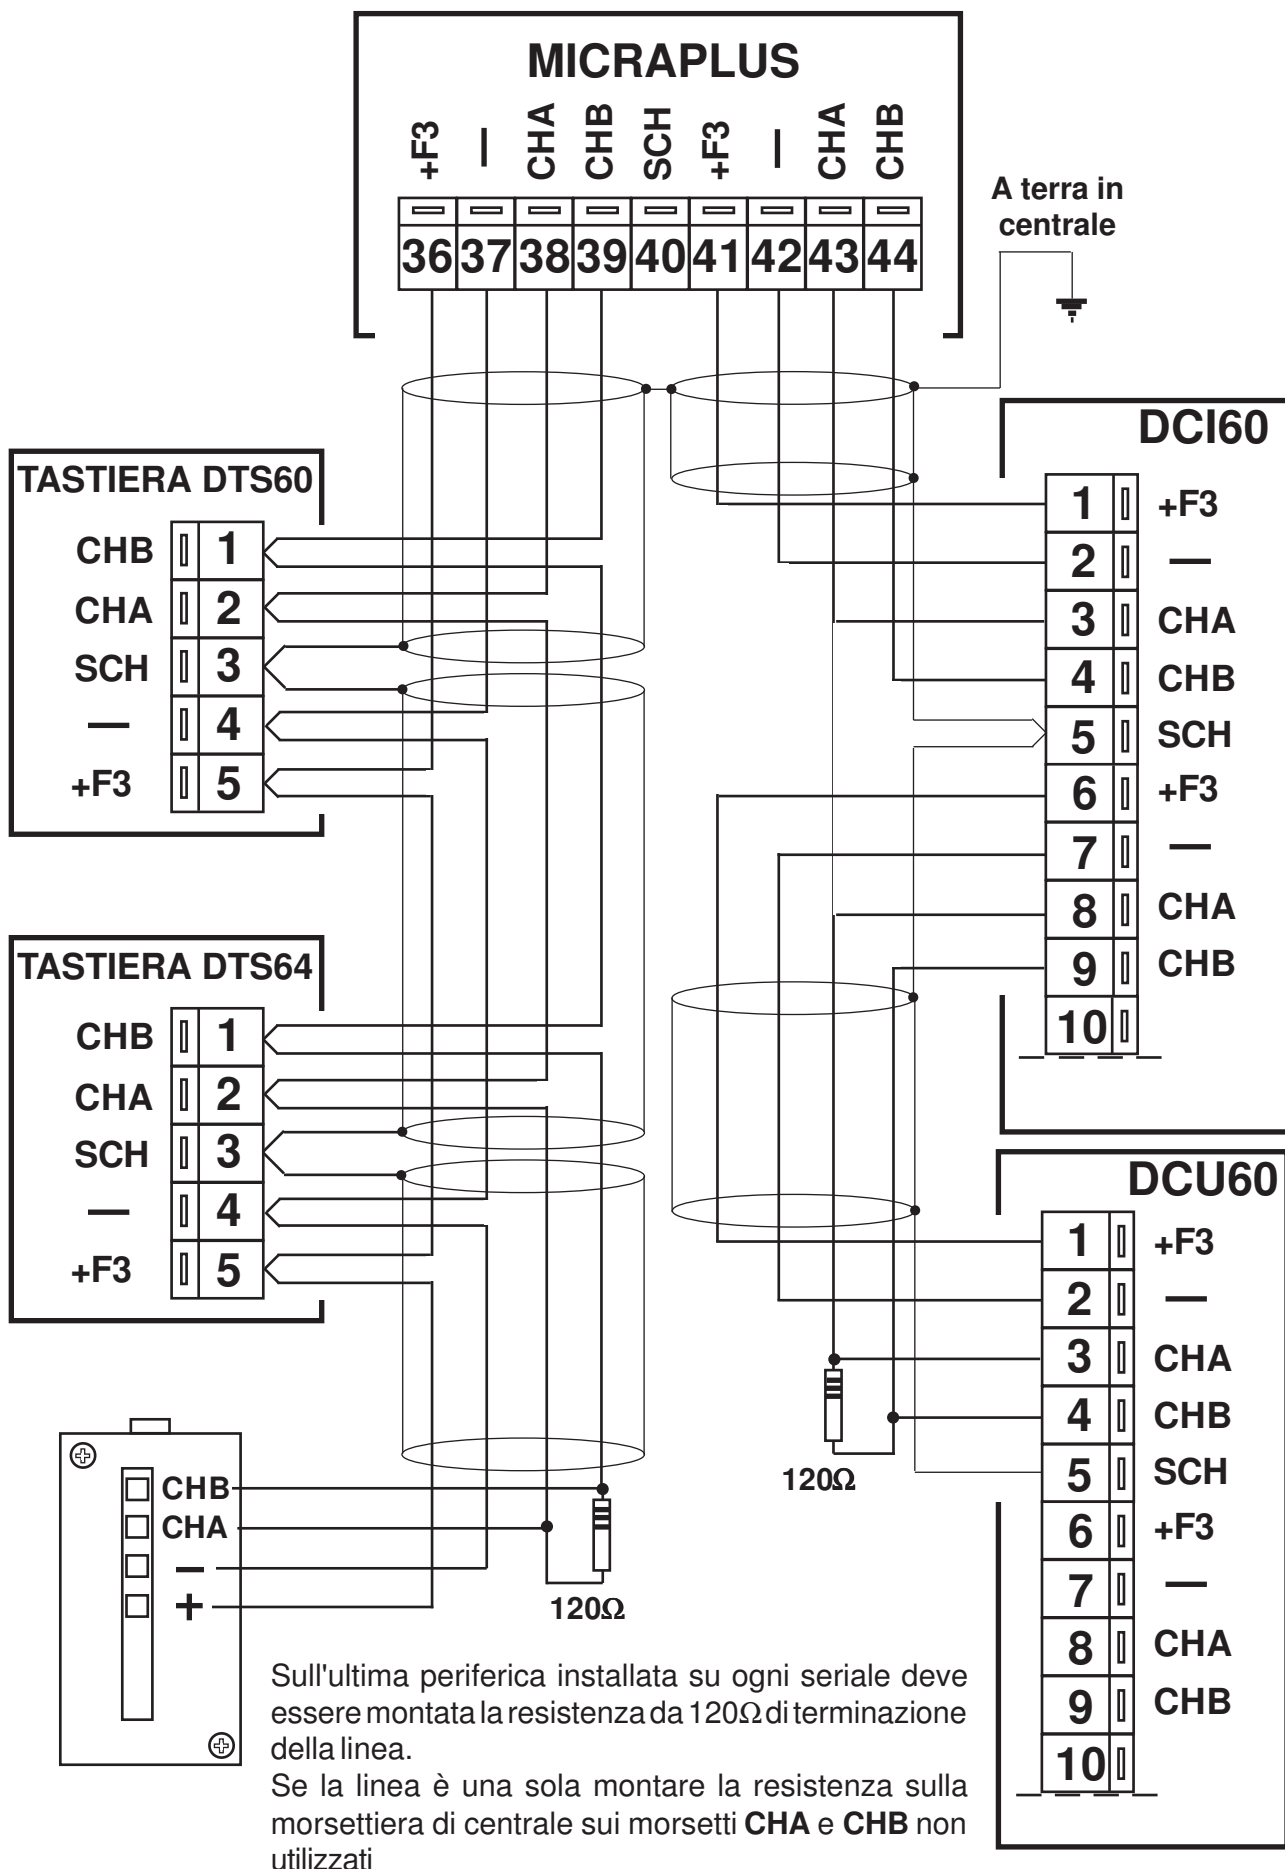 MICRAPLUS
+F3 — CHA CHB SCH +F3 — CHA CHB
36 37 38 39 40 41 42 43 44
A terra in
centrale
TASTIERA DTS60
CHB 1
CHA 2
SCH 3
— 4
+F3 5
TASTIERA DTS64
CHB 1
CHA 2
SCH 3
— 4
+F3 5
CHB
CHA
−
+
120Ω
DCI60
1 +F3
2 —
3 CHA
4 CHB
5 SCH
6 +F3
7 —
8 CHA
9 CHB
10
DCU60
1 +F3
2 —
3 CHA
4 CHB
5 SCH
6 +F3
7 —
8 CHA
9 CHB
10
120Ω
Sull'ultima periferica installata su ogni seriale deve
essere montata la resistenza da 120Ω di terminazione
della linea.
Se la linea è una sola montare la resistenza sulla
morsettiera di centrale sui morsetti CHA e CHB non
utilizzati